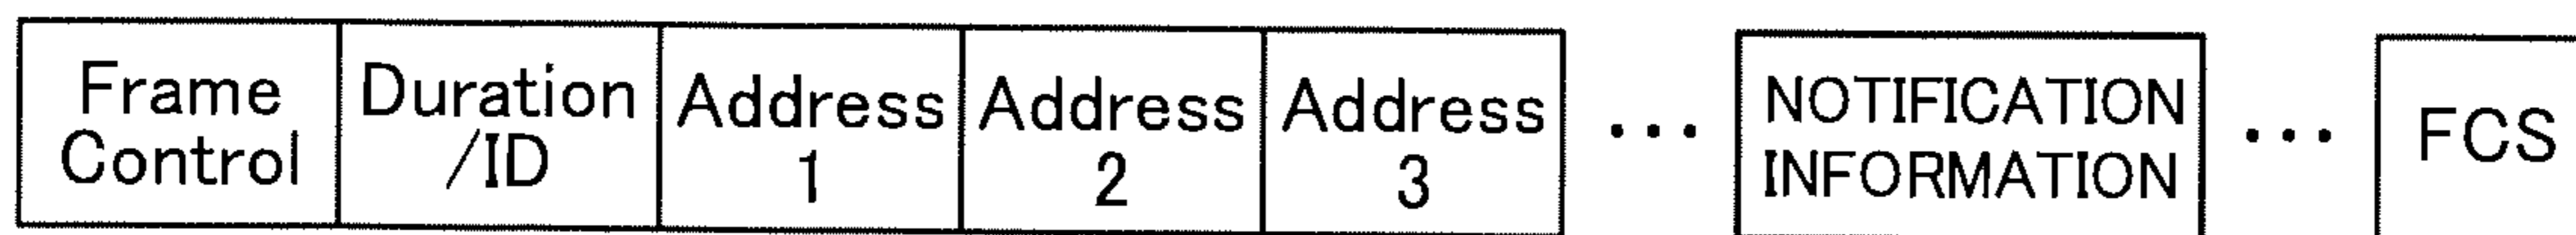 Frame
Control
Duration
/ID
Address
1
Address
2
Address
3
...
NOTIFICATION
INFORMATION
...
FCS